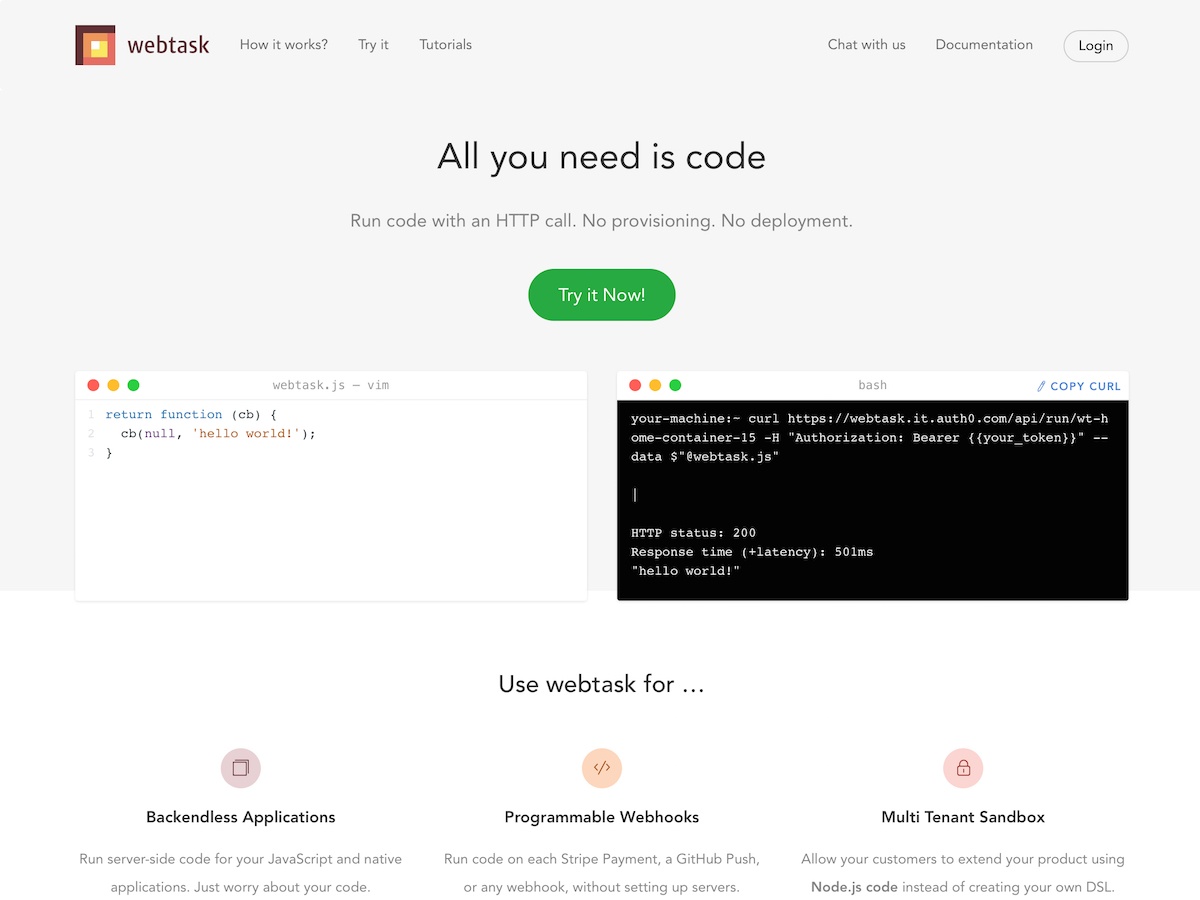 webtask
How it works? Try it Tutorials
Chat with us Documentation Login
All you need is code
Run code with an HTTP call. No provisioning. No deployment.
Try it Now!
webtask.js — vim
1 return function (cb) {
2 cb(null, 'hello world!');
3 }
bash
COPY CURL
your-machine:~ curl https://webtask.it.auth0.com/api/run/wt-h
ome-container-15 -H "Authorization: Bearer {{your_token}}" --
data $"@webtask.js"
|
HTTP status: 200
Response time (+latency): 501ms
"hello world!"
Use webtask for …
</>
Backendless Applications
Run server-side code for your JavaScript and native
applications. Just worry about your code.
Programmable Webhooks
Run code on each Stripe Payment, a GitHub Push,
or any webhook, without setting up servers.
Multi Tenant Sandbox
Allow your customers to extend your product using
Node.js code instead of creating your own DSL.